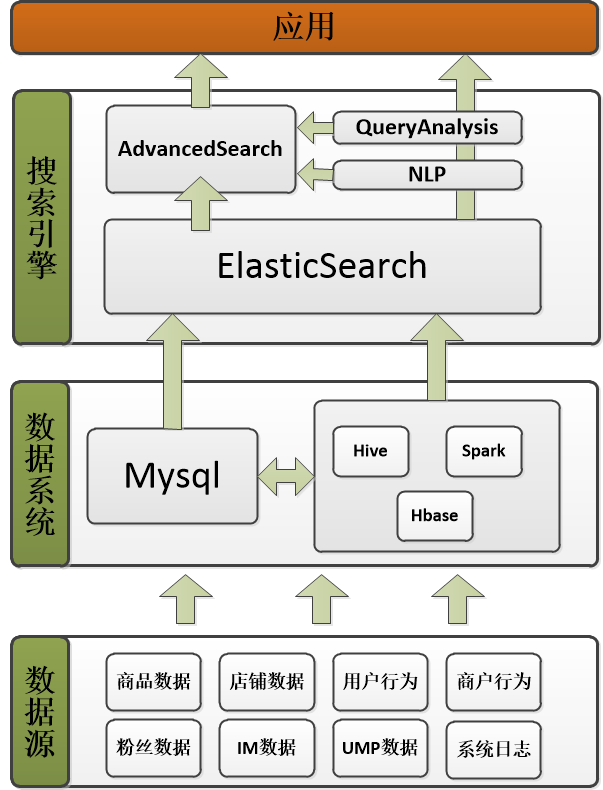 应用
搜索引擎
AdvancedSearch
QueryAnalysis
NLP
ElasticSearch
数据系统
Mysql
Hive
Spark
Hbase
数据源
商品数据
店铺数据
用户行为
商户行为
粉丝数据
IM数据
UMP数据
系统日志